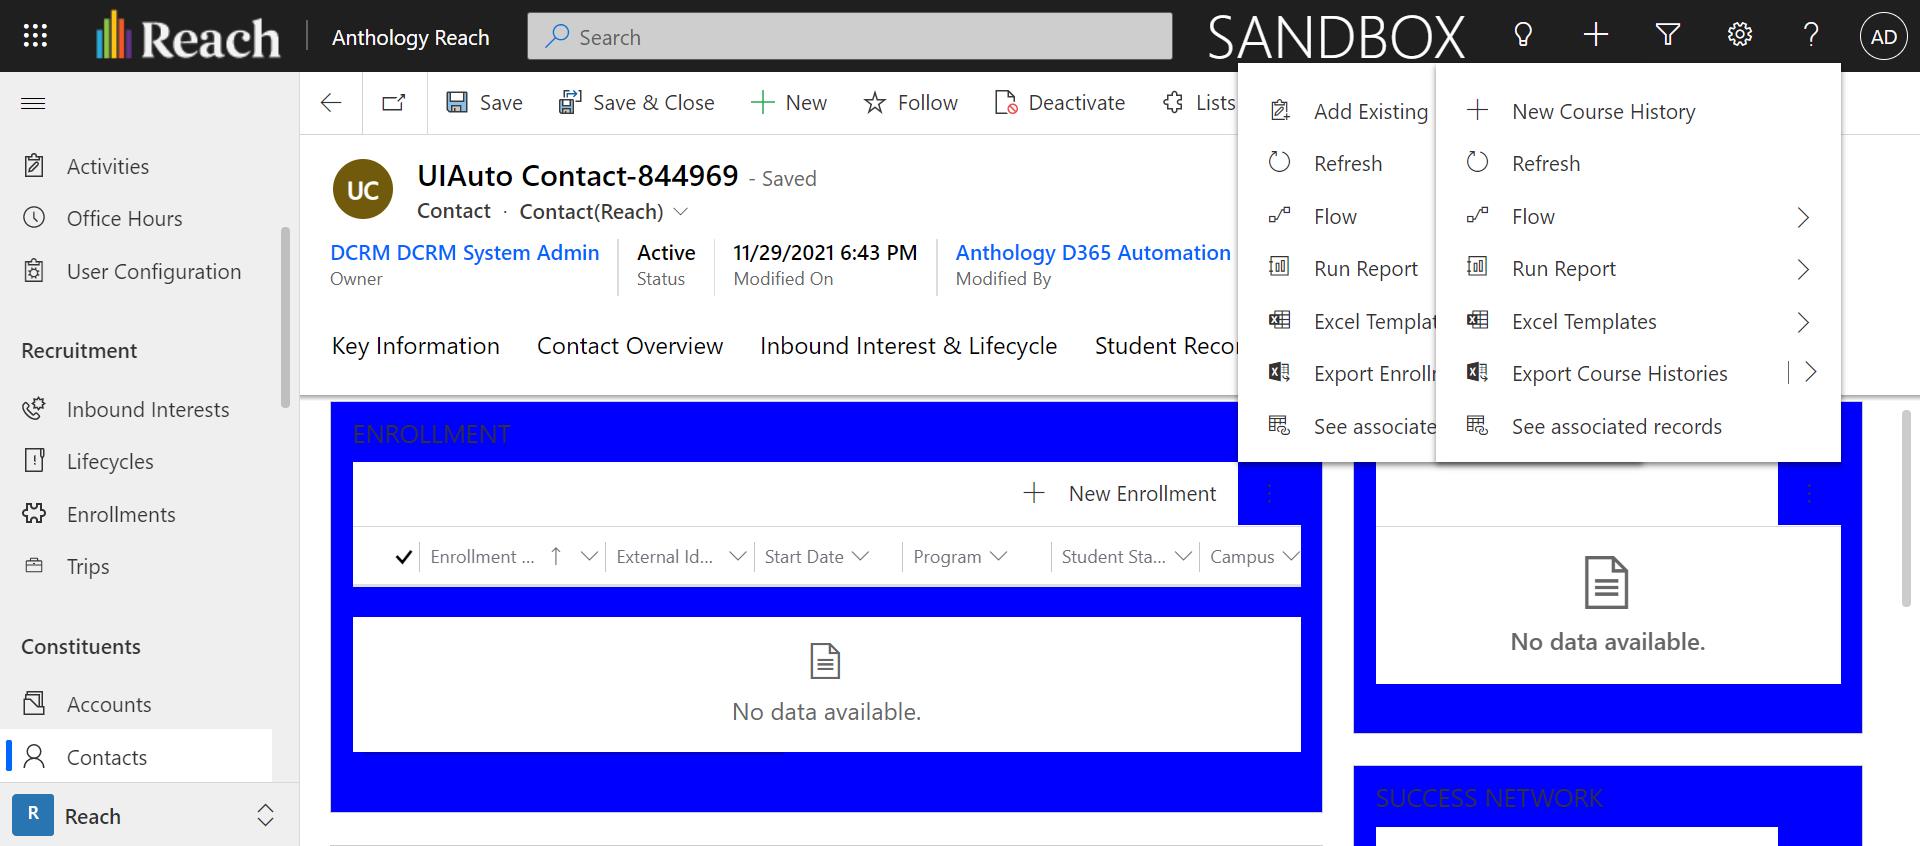 Reach
Anthology Reach
Search
SANDBOX
AD
Save
Save & Close
New
Follow
Deactivate
Lists
Activities
Office Hours
User Configuration
Recruitment
Inbound Interests
Lifecycles
Enrollments
Trips
Constituents
Accounts
Contacts
R
Reach
UC
UIAuto Contact-844969 - Saved
Contact · Contact(Reach)
DCRM DCRM System Admin
Owner
Active
Status
11/29/2021 6:43 PM
Modified On
Anthology D365 Automation
Modified By
Key Information
Contact Overview
Inbound Interest & Lifecycle
Student Recor
Add Existing
Refresh
Flow
Run Report
Excel Templat
Export Enrollr
See associate
New Course History
Refresh
Flow
Run Report
Excel Templates
Export Course Histories
See associated records
ENROLLMENT
New Enrollment
Enrollment ...
External Id...
Start Date
Program
Student Sta...
Campus
No data available.
No data available.
SUCCESS NETWORK